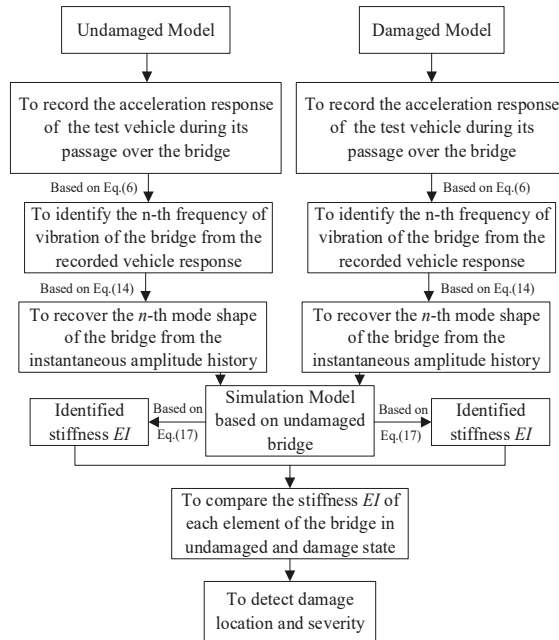 Undamaged Model
To record the acceleration response
of the test vehicle during its
passage over the bridge
Based on Eq.(6)
To identify the n-th frequency of
vibration of the bridge from the
recorded vehicle response
Based on Eq.(14)
To recover the n-th mode shape
of the bridge from the
instantaneous amplitude history
Damaged Model
To record the acceleration response
of the test vehicle during its
passage over the bridge
Based on Eq.(6)
To identify the n-th frequency of
vibration of the bridge from the
recorded vehicle response
Based on Eq.(14)
To recover the n-th mode shape
of the bridge from the
instantaneous amplitude history
Identified
stiffness EI
Based on
Eq.(17)
Simulation Model
based on undamaged
bridge
Based on
Eq.(17)
Identified
stiffness EI
To compare the stiffness EI of
each element of the bridge in
undamaged and damage state
To detect damage
location and severity